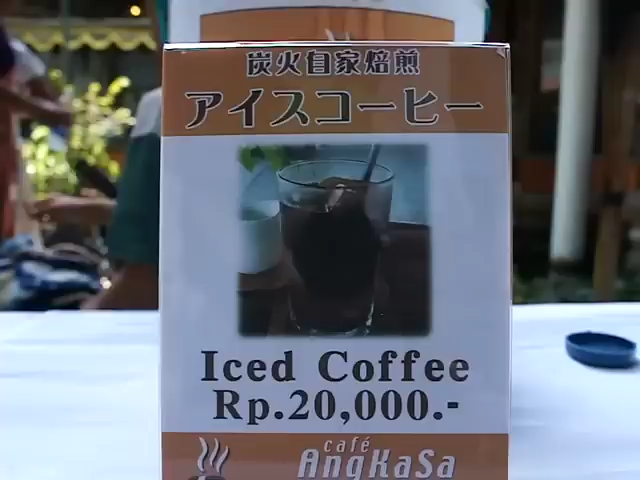 炭火自家焙煎
アイスコーヒー
Iced Coffee
Rp.20,000.-
café
AngKaSa